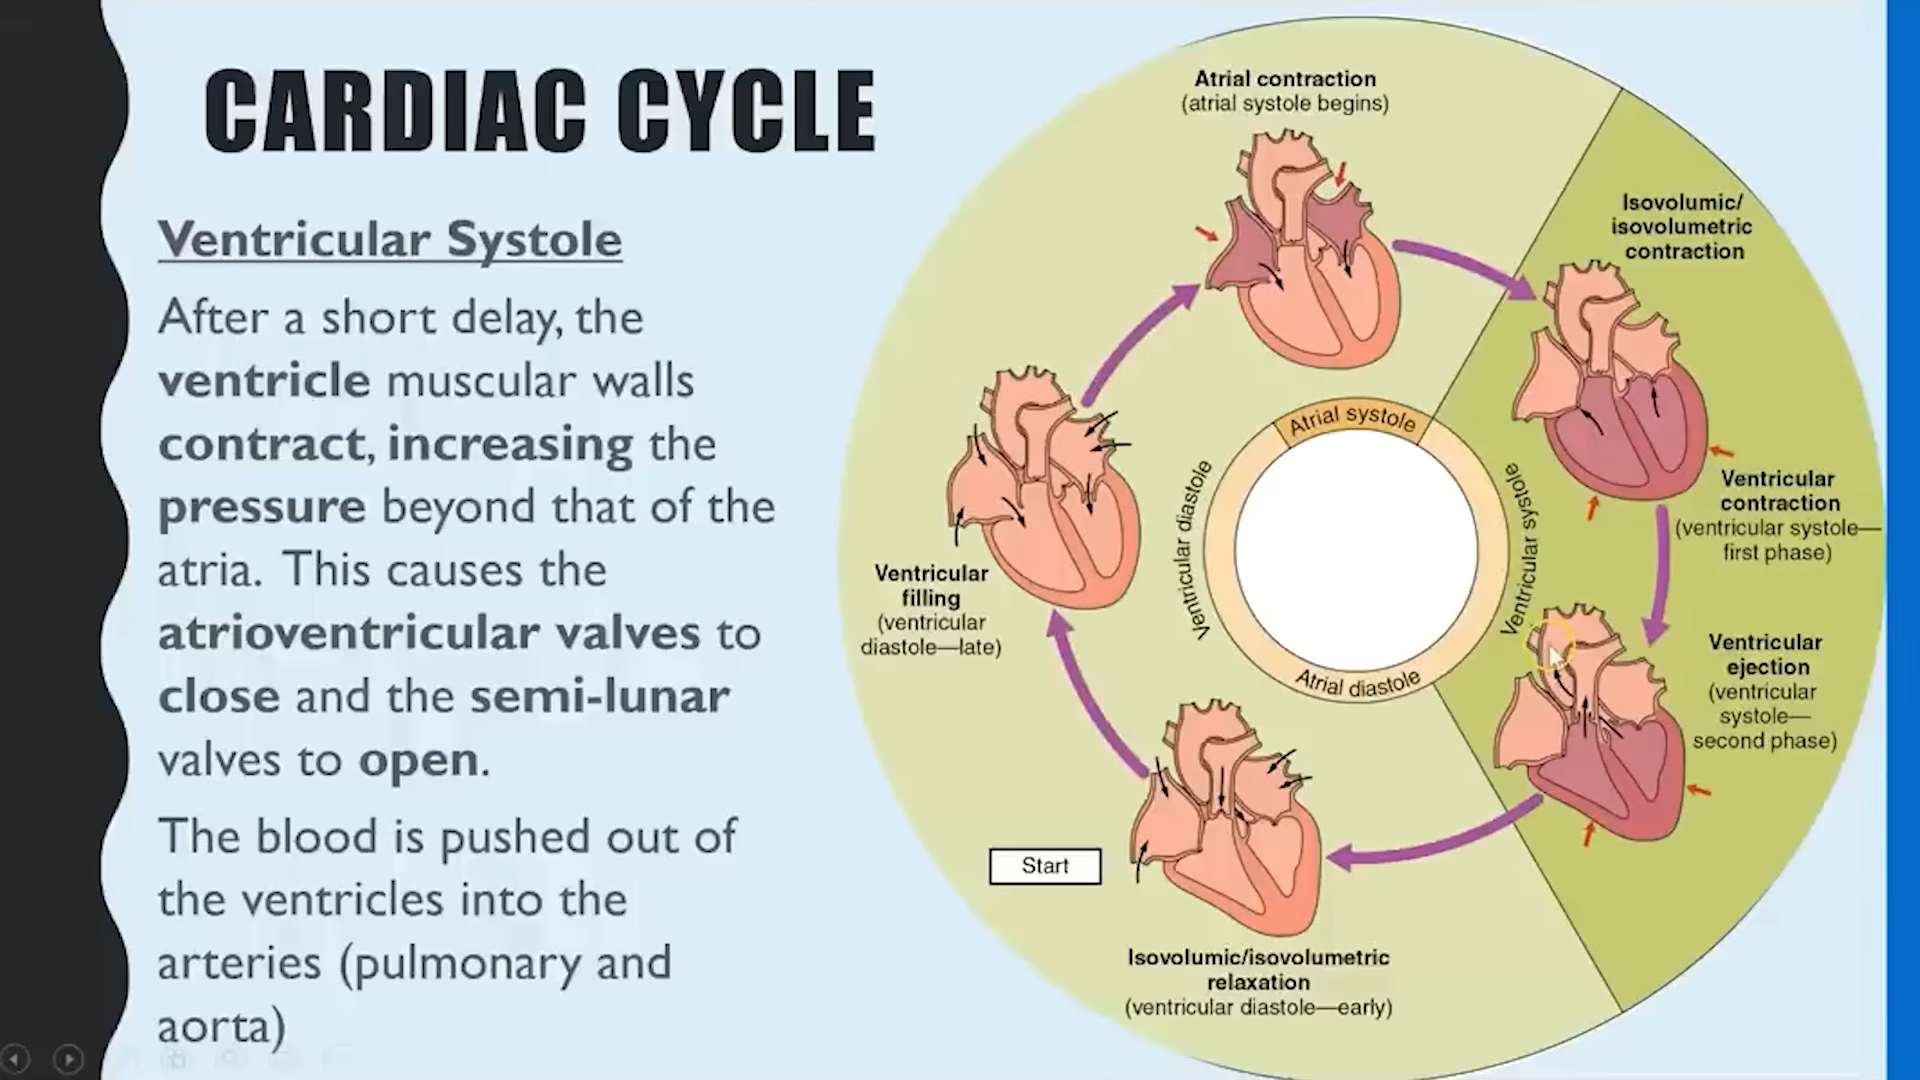 CARDIAC CYCLE
Ventricular Systole
After a short delay, the
ventricle muscular walls
contract, increasing the
pressure beyond that of the
atria. This causes the
atrioventricular valves to
close and the semi-lunar
valves to open.
The blood is pushed out of
the ventricles into the
arteries (pulmonary and
aorta)
Atrial contraction
(atrial systole begins)
Isovolumic/
isovolumetric
contraction
Ventricular
contraction
(ventricular systole—
first phase)
Ventricular
ejection
(ventricular
systole—
second phase)
Isovolumic/isovolumetric
relaxation
(ventricular diastole—early)
Start
Ventricular
filling
(ventricular
diastole—late)
Atrial systole
Ventricular systole
Atrial diastole
Ventricular diastole